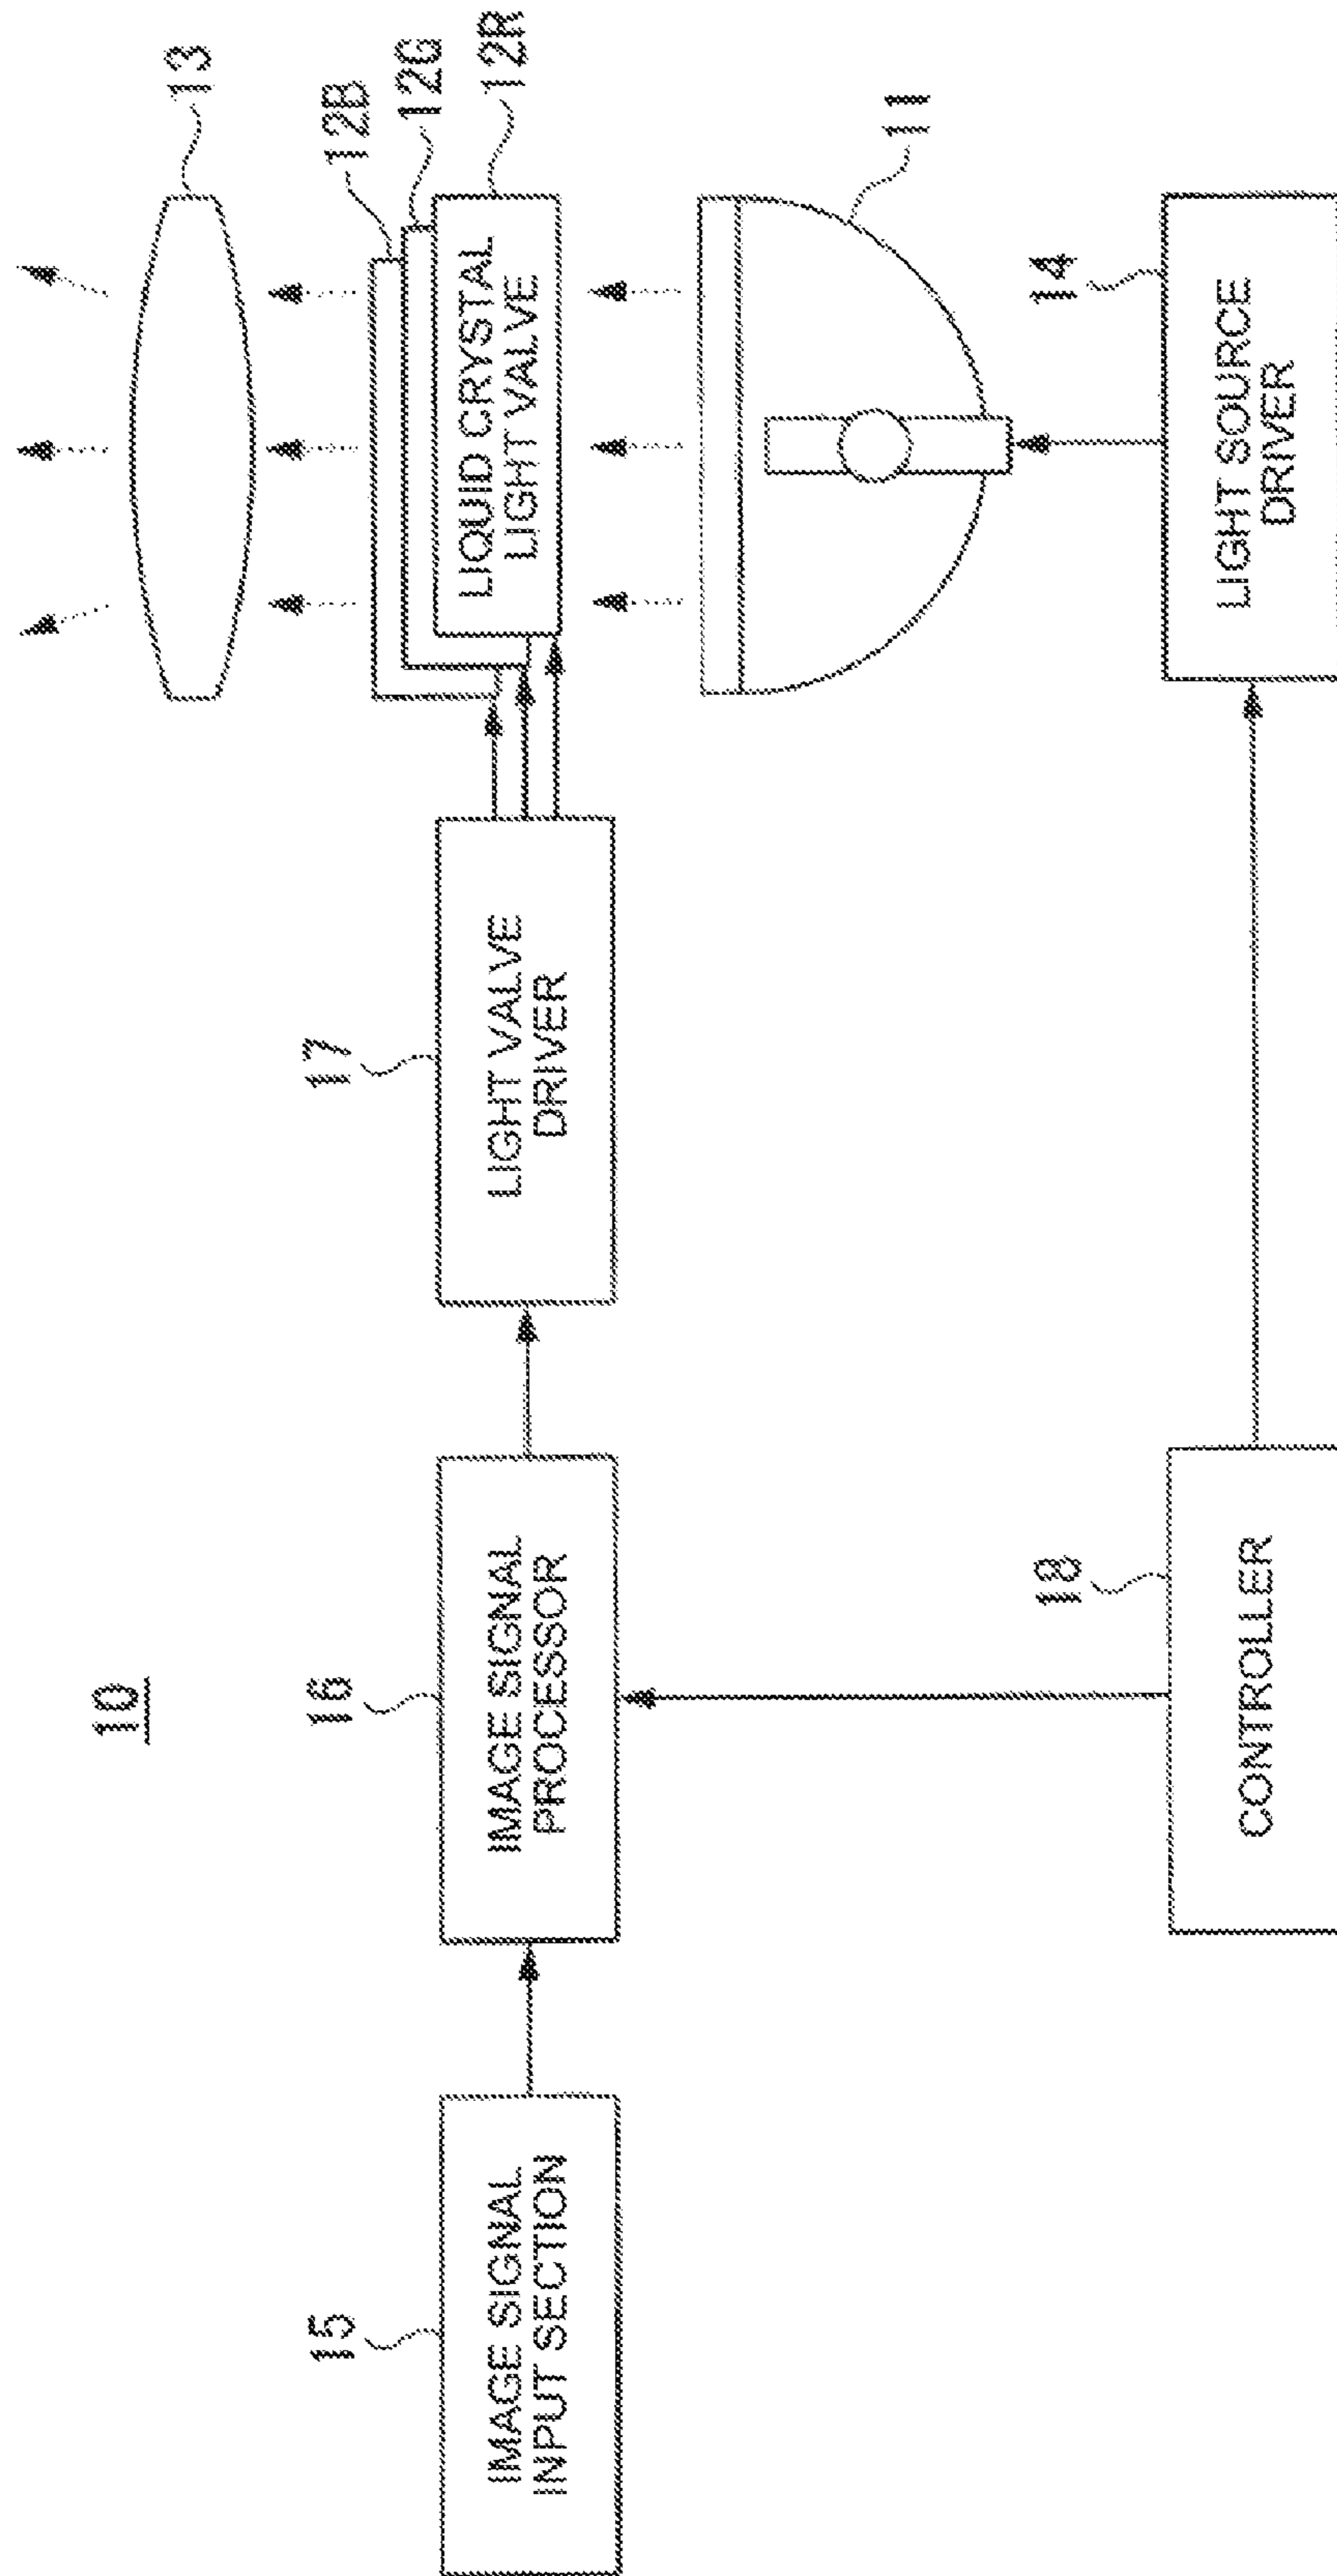 10
13
12B
12G
12R
15
IMAGE SIGNAL
INPUT SECTION
16
IMAGE SIGNAL
PROCESSOR
17
LIGHT VALVE
DRIVER
LIQUID CRYSTAL
LIGHT VALVE
11
18
CONTROLLER
14
LIGHT SOURCE
DRIVER